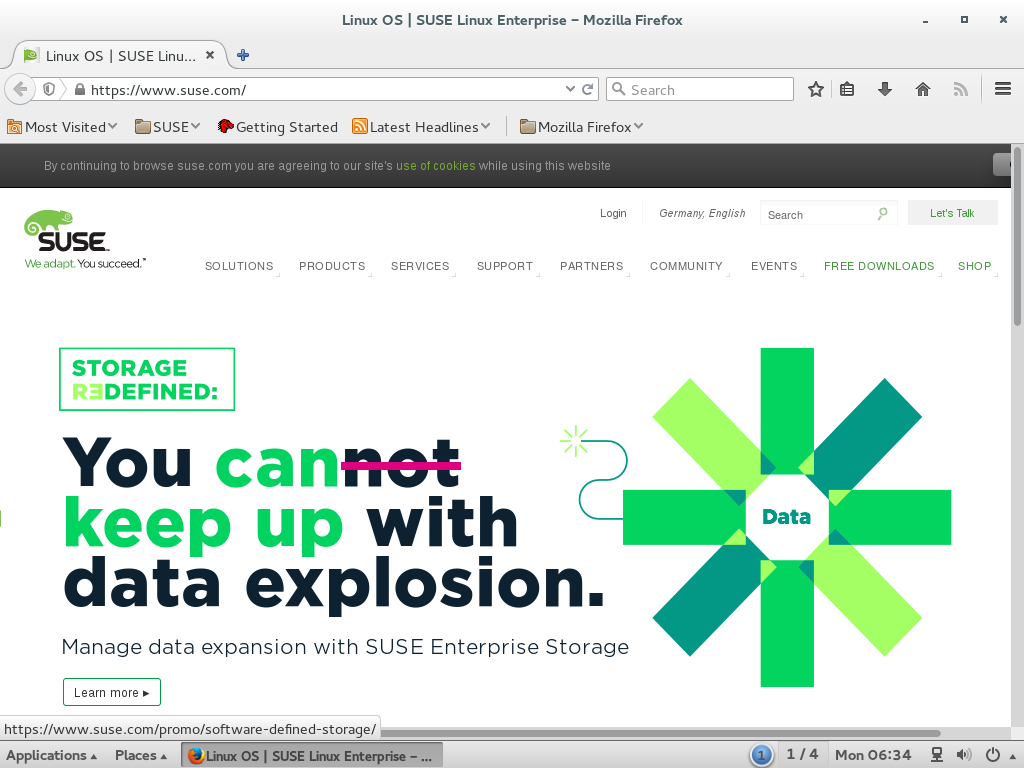 Linux OS | SUSE Linux Enterprise – Mozilla Firefox
Linux OS | SUSE Linu...
https://www.suse.com/
Search
Most Visited
SUSE
Getting Started
Latest Headlines
Mozilla Firefox
By continuing to browse suse.com you are agreeing to our site's use of cookies while using this website
Login
Germany, English
Search
Let's Talk
SUSE
We adapt. You succeed.™
SOLUTIONS
PRODUCTS
SERVICES
SUPPORT
PARTNERS
COMMUNITY
EVENTS
FREE DOWNLOADS
SHOP
STORAGE
REDEFINED:
You cannot
keep up with
data explosion.
Data
Manage data expansion with SUSE Enterprise Storage
Learn more ▸
https://www.suse.com/promo/software-defined-storage/
Applications
Places
Linux OS | SUSE Linux Enterprise – ...
1
1 / 4
Mon 06:34